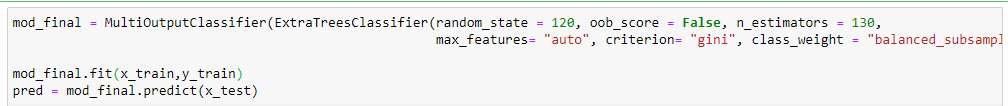 mod_final = MultiOutputClassifier(ExtraTreesClassifier(random_state = 120, oob_score = False, n_estimators = 130,
max_features= "auto", criterion= "gini", class_weight = "balanced_subsampl
mod_final.fit(x_train,y_train)
pred = mod_final.predict(x_test)